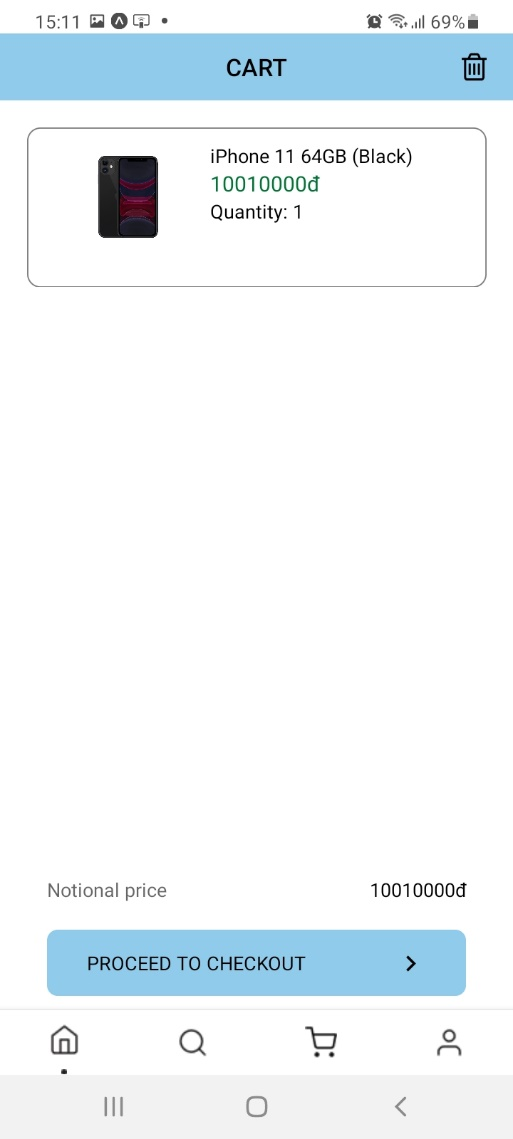 15:11 69%
CART
iPhone 11 64GB (Black)
10010000đ
Quantity: 1
Notional price 10010000đ
PROCEED TO CHECKOUT